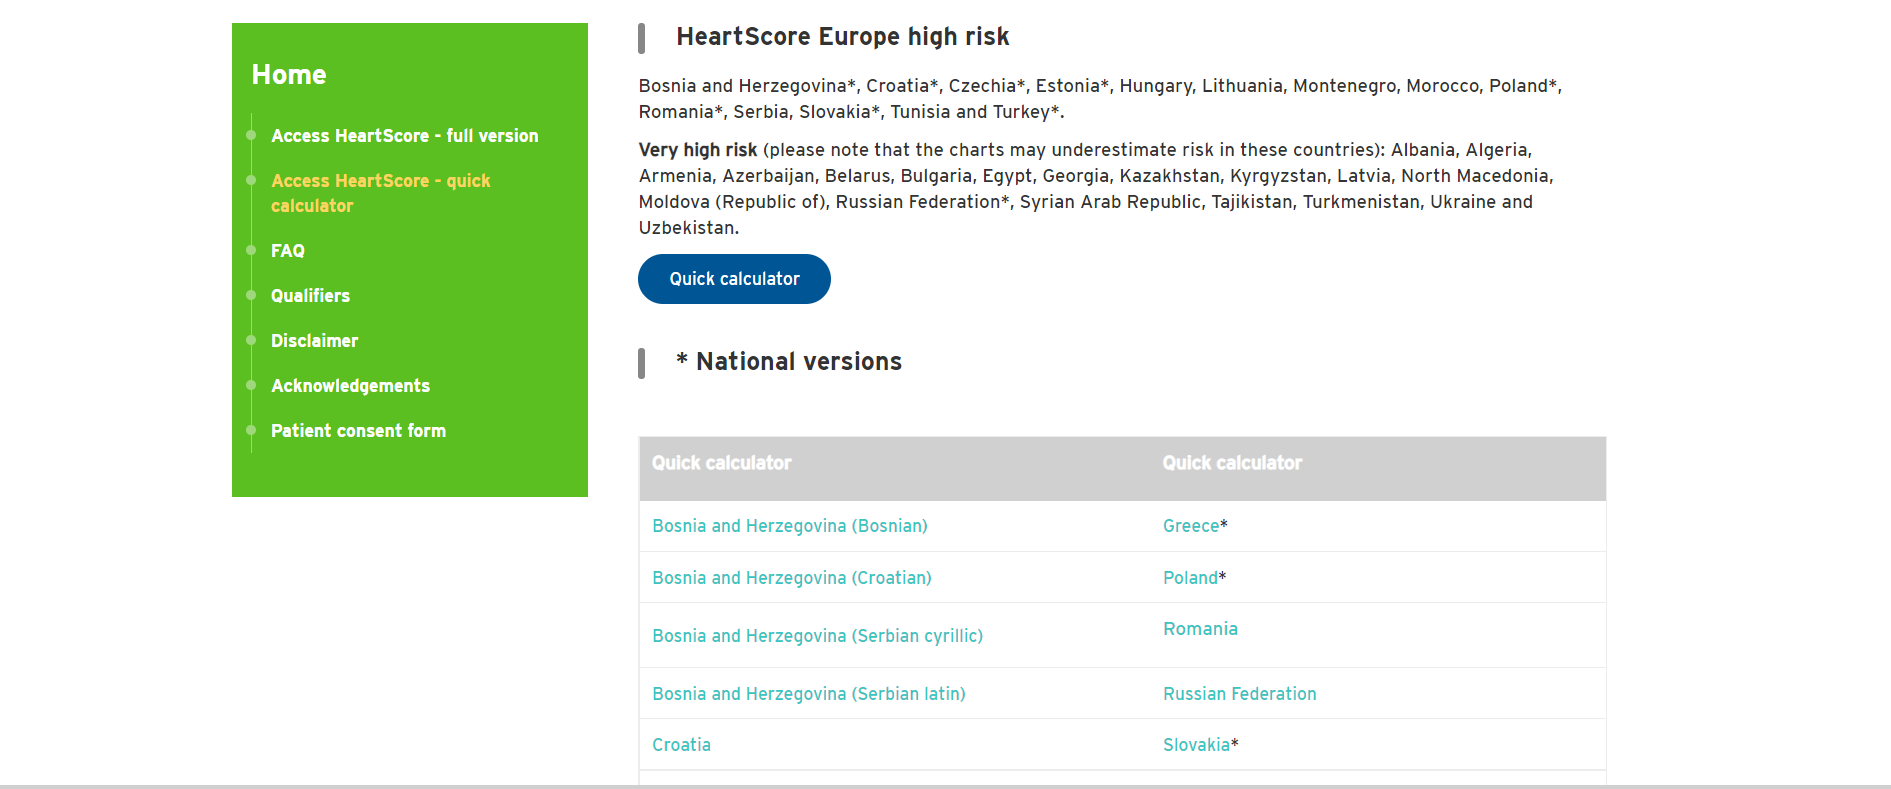 Home
Access HeartScore - full version
Access HeartScore - quick
calculator
FAQ
Qualifiers
Disclaimer
Acknowledgements
Patient consent form
HeartScore Europe high risk
Bosnia and Herzegovina*, Croatia*, Czechia*, Estonia*, Hungary, Lithuania, Montenegro, Morocco, Poland*,
Romania*, Serbia, Slovakia*, Tunisia and Turkey*.
Very high risk (please note that the charts may underestimate risk in these countries): Albania, Algeria,
Armenia, Azerbaijan, Belarus, Bulgaria, Egypt, Georgia, Kazakhstan, Kyrgyzstan, Latvia, North Macedonia,
Moldova (Republic of), Russian Federation*, Syrian Arab Republic, Tajikistan, Turkmenistan, Ukraine and
Uzbekistan.
Quick calculator
* National versions
Quick calculator Quick calculator
Bosnia and Herzegovina (Bosnian) Greece*
Bosnia and Herzegovina (Croatian) Poland*
Bosnia and Herzegovina (Serbian cyrillic) Romania
Bosnia and Herzegovina (Serbian latin) Russian Federation
Croatia Slovakia*